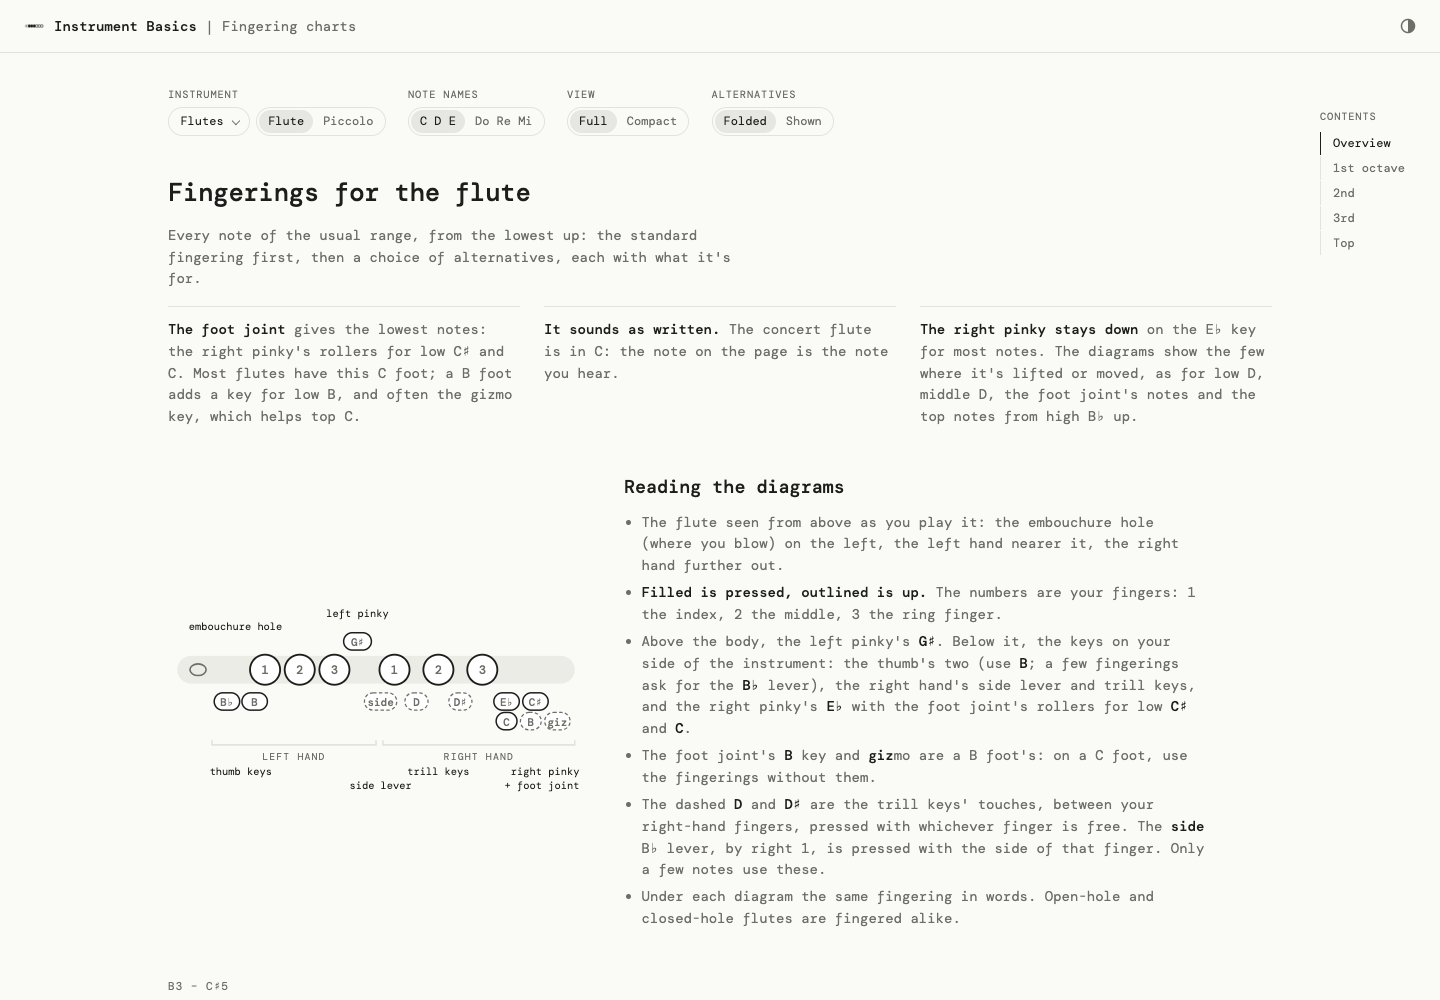 Instrument Basics | Fingering charts
INSTRUMENT
Flutes
Flute Piccolo
NOTE NAMES
C D E Do Re Mi
VIEW
Full Compact
ALTERNATIVES
Folded Shown
CONTENTS
Overview
1st octave
2nd
3rd
Top
Fingerings for the flute
Every note of the usual range, from the lowest up: the standard
fingering first, then a choice of alternatives, each with what it's
for.
The foot joint gives the lowest notes:
the right pinky's rollers for low C♯ and
C. Most flutes have this C foot; a B foot
adds a key for low B, and often the gizmo
key, which helps top C.
It sounds as written. The concert flute
is in C: the note on the page is the note
you hear.
The right pinky stays down on the E♭ key
for most notes. The diagrams show the few
where it's lifted or moved, as for low D,
middle D, the foot joint's notes and the
top notes from high B♭ up.
left pinky
embouchure hole
G♯
1 2 3 1 2 3
B♭ B side D D♯ E♭ C♯
C B giz
LEFT HAND RIGHT HAND
thumb keys trill keys right pinky
side lever + foot joint
Reading the diagrams
• The flute seen from above as you play it: the embouchure hole
(where you blow) on the left, the left hand nearer it, the right
hand further out.
• Filled is pressed, outlined is up. The numbers are your fingers: 1
the index, 2 the middle, 3 the ring finger.
• Above the body, the left pinky's G♯. Below it, the keys on your
side of the instrument: the thumb's two (use B; a few fingerings
ask for the B♭ lever), the right hand's side lever and trill keys,
and the right pinky's E♭ with the foot joint's rollers for low C♯
and C.
• The foot joint's B key and gizmo are a B foot's: on a C foot, use
the fingerings without them.
• The dashed D and D♯ are the trill keys' touches, between your
right-hand fingers, pressed with whichever finger is free. The side
B♭ lever, by right 1, is pressed with the side of that finger. Only
a few notes use these.
• Under each diagram the same fingering in words. Open-hole and
closed-hole flutes are fingered alike.
B3 – C♯5